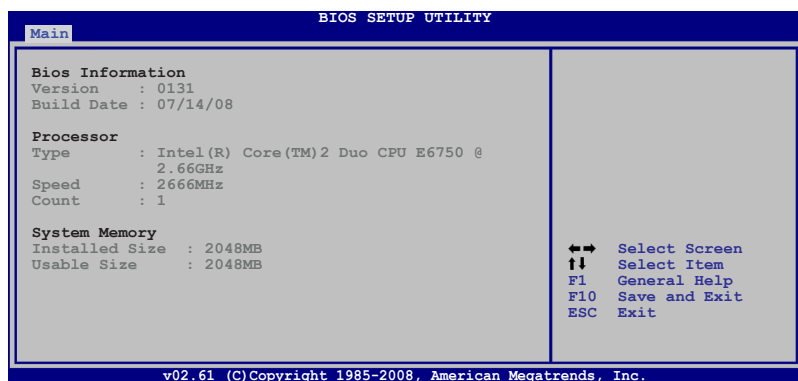 BIOS SETUP UTILITY
Main
Bios Information
Version : 0131
Build Date : 07/14/08
Processor
Type : Intel(R) Core(TM)2 Duo CPU E6750 @
2.66GHz
Speed : 2666MHz
Count : 1
System Memory
Installed Size : 2048MB
Usable Size : 2048MB
←→ Select Screen
↑↓ Select Item
F1 General Help
F10 Save and Exit
ESC Exit
v02.61 (C)Copyright 1985-2008, American Megatrends, Inc.